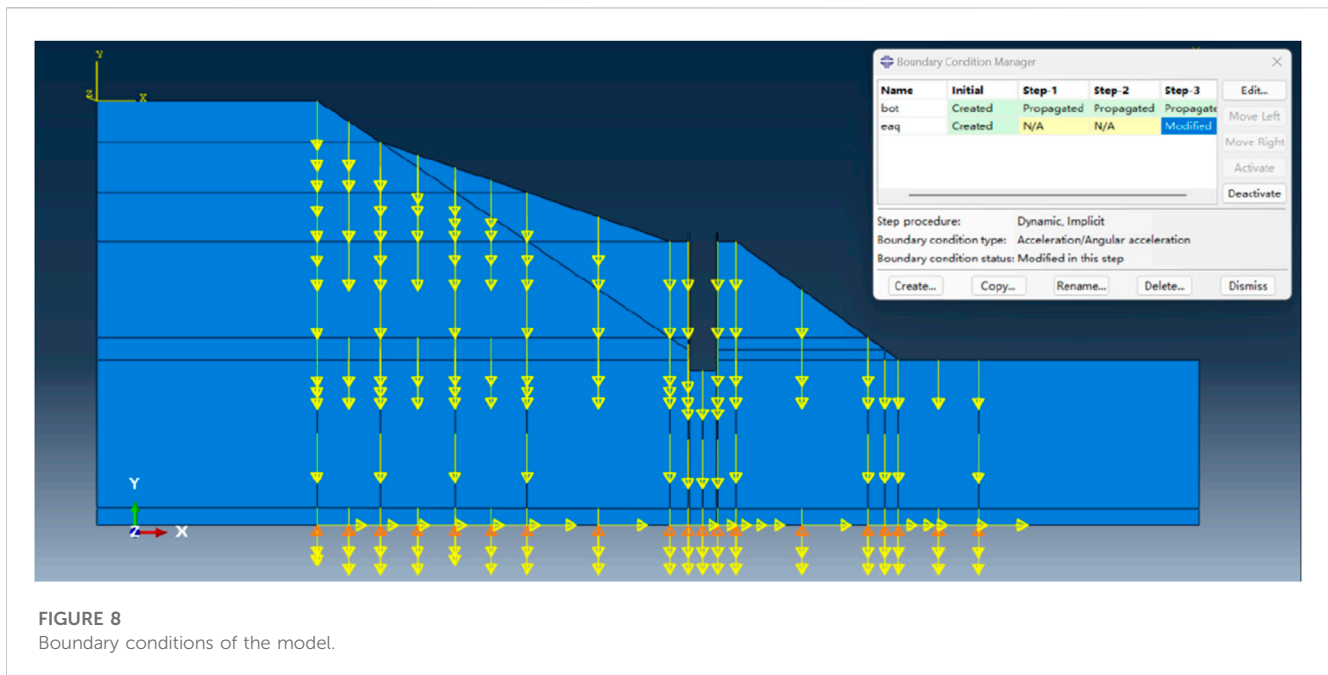 Y
Z X
Boundary Condition Manager
Name Initial Step-1 Step-2 Step-3 Edit...
bot Created Propagated Propagated Propagate
Move Left
eaq Created N/A N/A Modified
Move Right
Activate
Deactivate
Step procedure: Dynamic, Implicit
Boundary condition type: Acceleration/Angular acceleration
Boundary condition status: Modified in this step
Create... Copy... Rename... Delete... Dismiss
Y
Z X
FIGURE 8
Boundary conditions of the model.